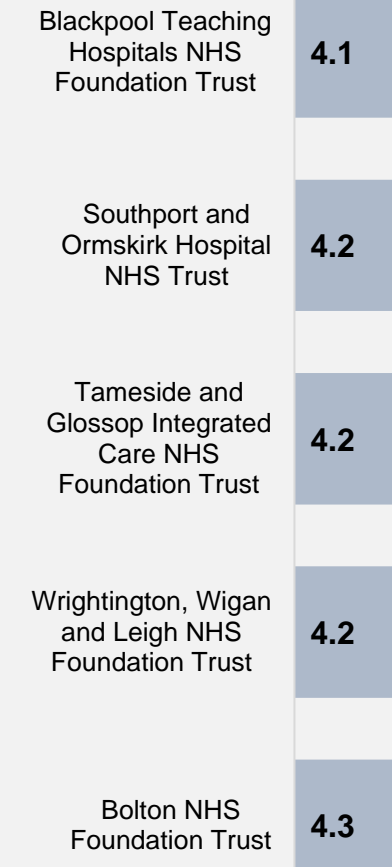 Blackpool Teaching
Hospitals NHS
Foundation Trust
4.1
Southport and
Ormskirk Hospital
NHS Trust
4.2
Tameside and
Glossop Integrated
Care NHS
Foundation Trust
4.2
Wrightington, Wigan
and Leigh NHS
Foundation Trust
4.2
Bolton NHS
Foundation Trust
4.3